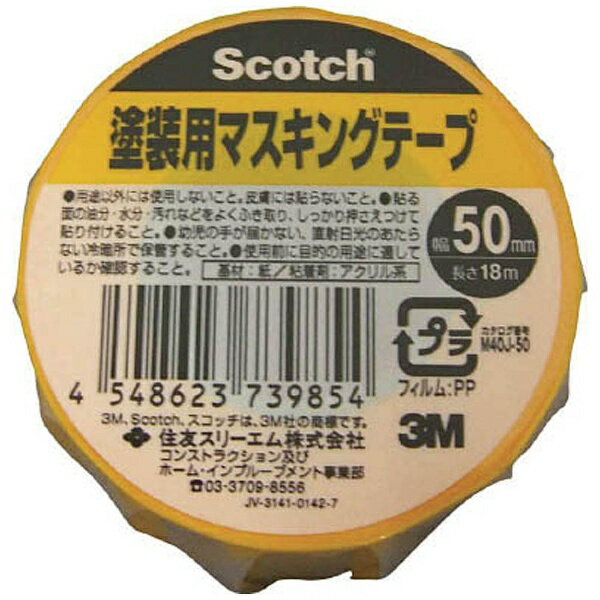 Scotch®
塗装用マスキングテープ
●用途以外には使用しないこと。皮膚には貼らないこと。●貼る
面の油分・水分・汚れなどをよくふき取り、しっかり押さえつけて
貼り付けること。●幼児の手が届かない、直射日光のあたら
ない冷暗所で保管すること。●使用前に目的の用途に適して
いるか確認すること。
基材：紙／粘着剤：アクリル系
幅50mm
長さ18m
プラ
フィルム：PP
カタログ番号
M40J-50
4 548623 739854
3M、Scotch、スコッチは、3M社の商標です。
住友スリーエム株式会社
コンストラクション及び
ホーム・インプルーブメント事業部
☎03-3709-8556
JV-3141-0142-7
3M